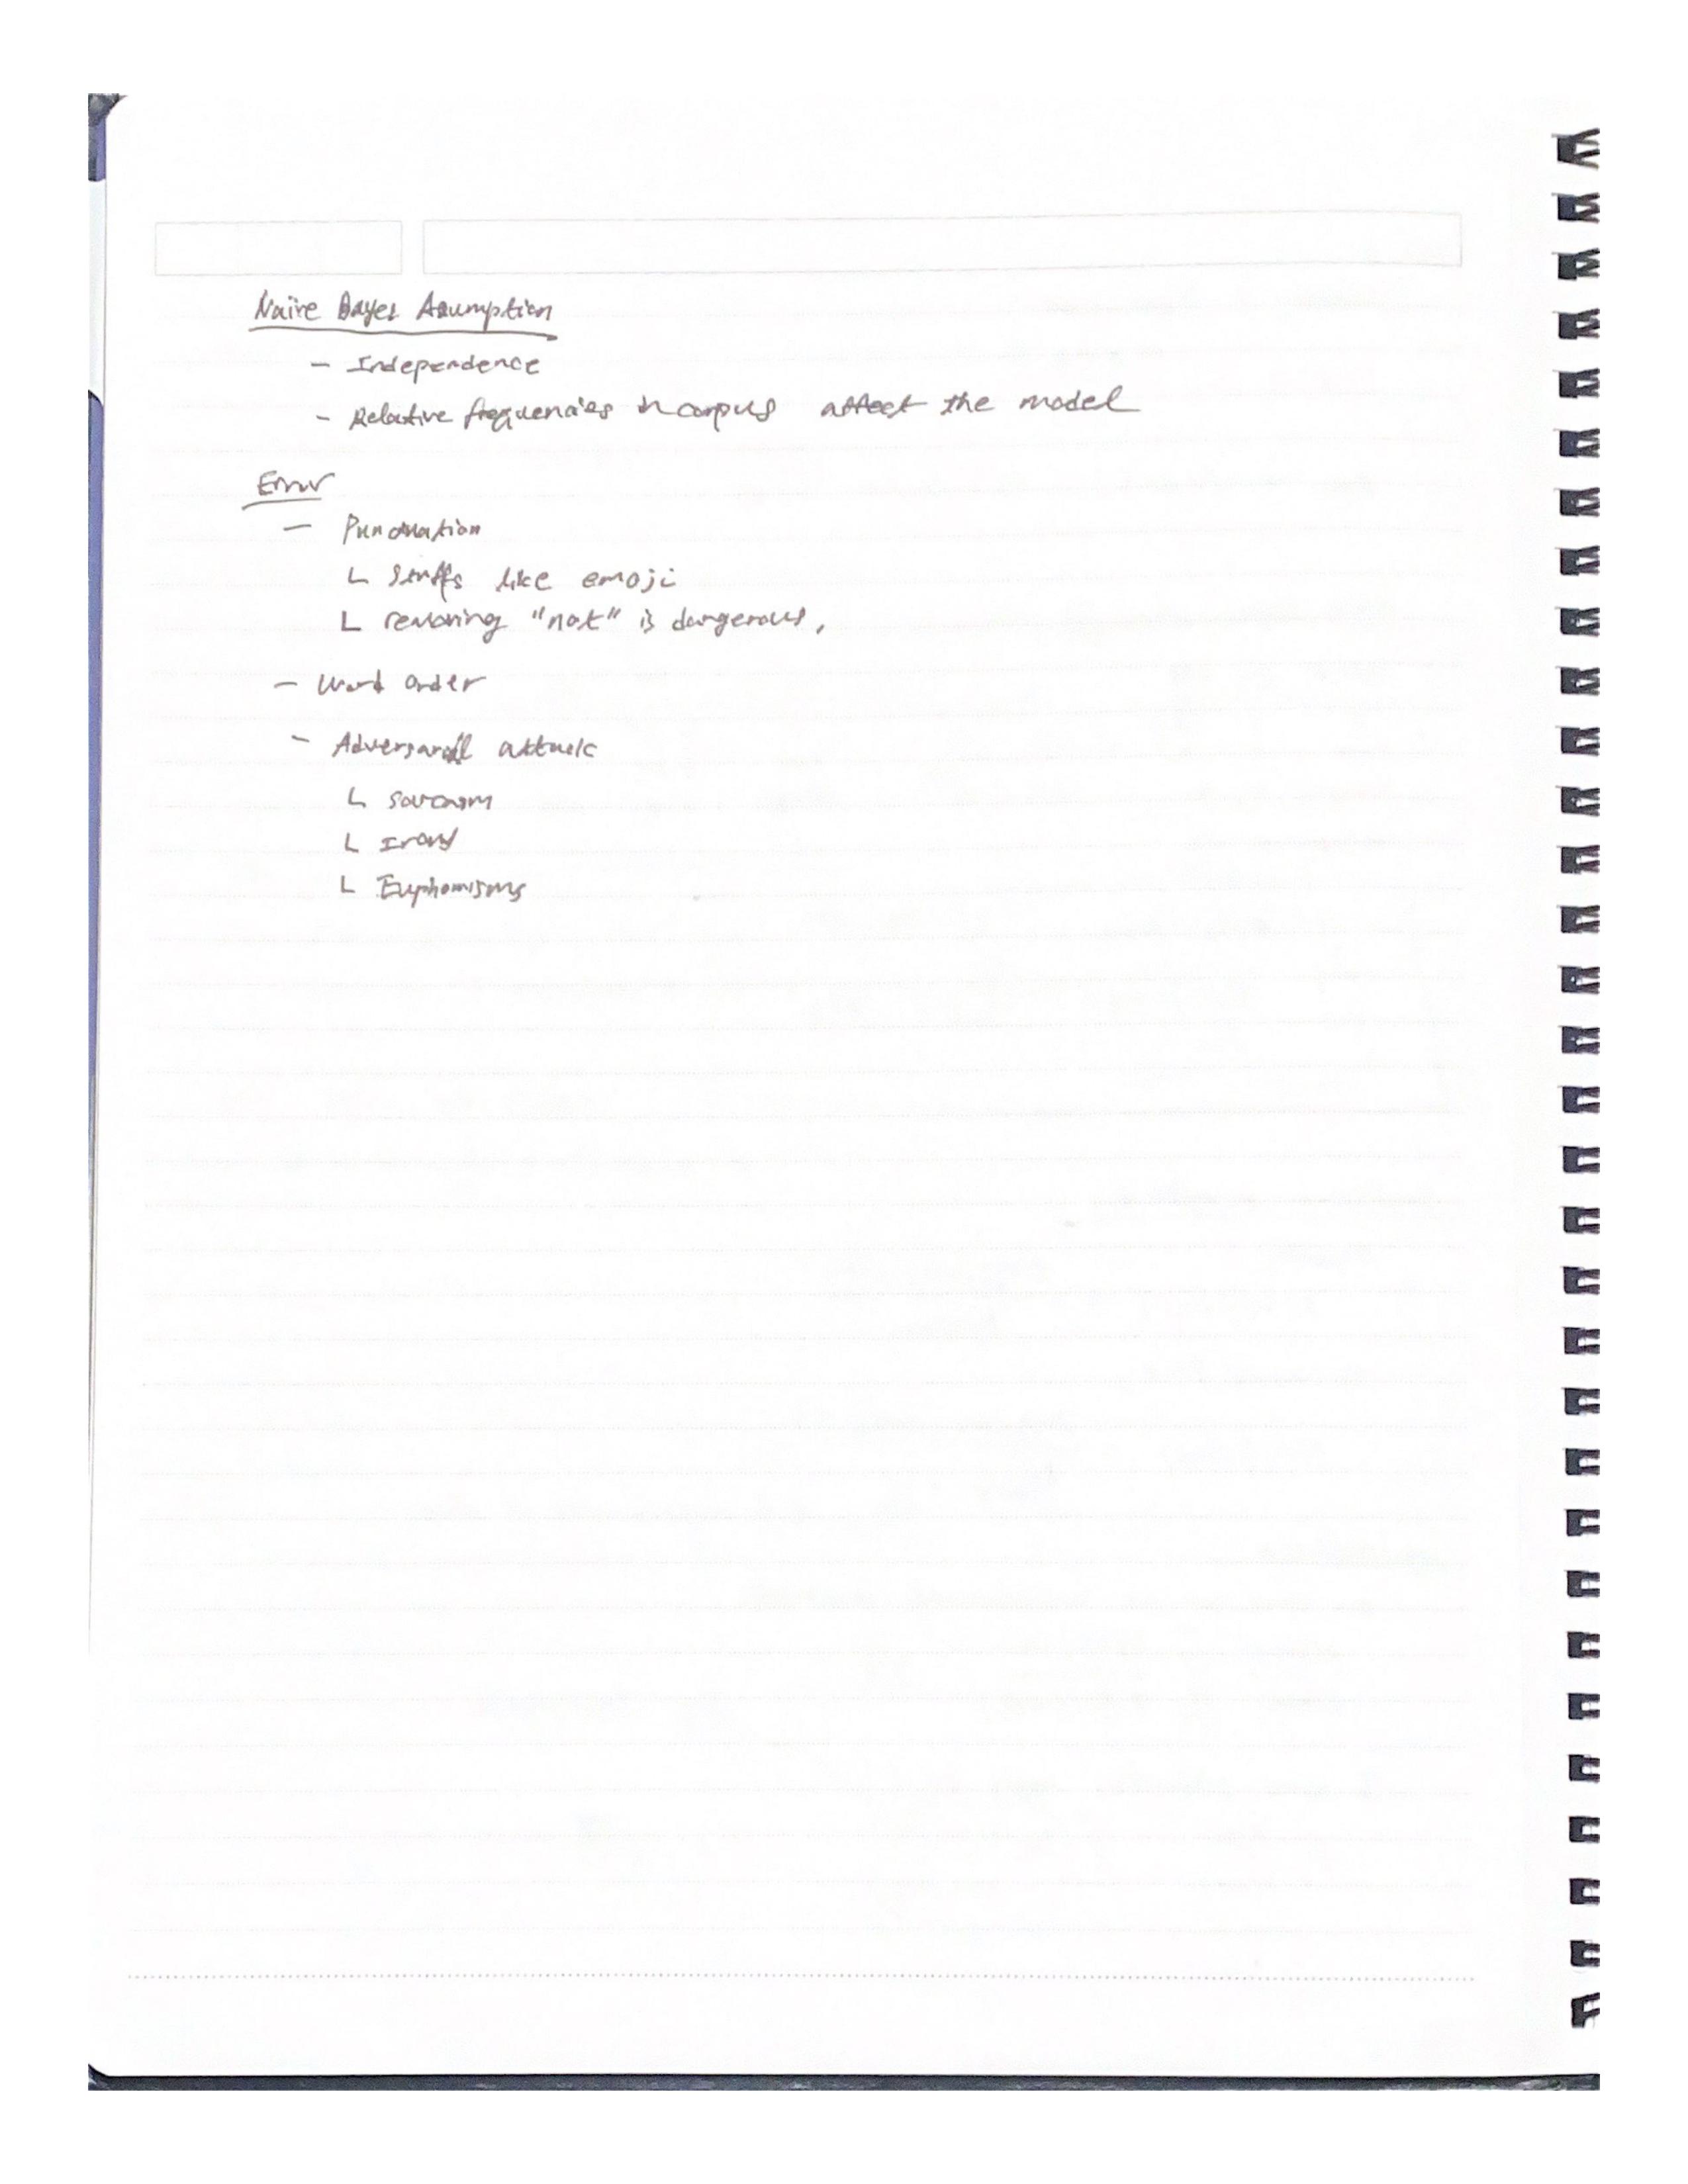 Naive Bayes Assumption
- Independence
- Relative frequencies in corpus affect the model
Error
- Punctuation
L Stuffs like emoji
L removing "not" is dangerous.
- Word order
- Adversarial attack
L Sarcasm
L Irony
L Euphemisms